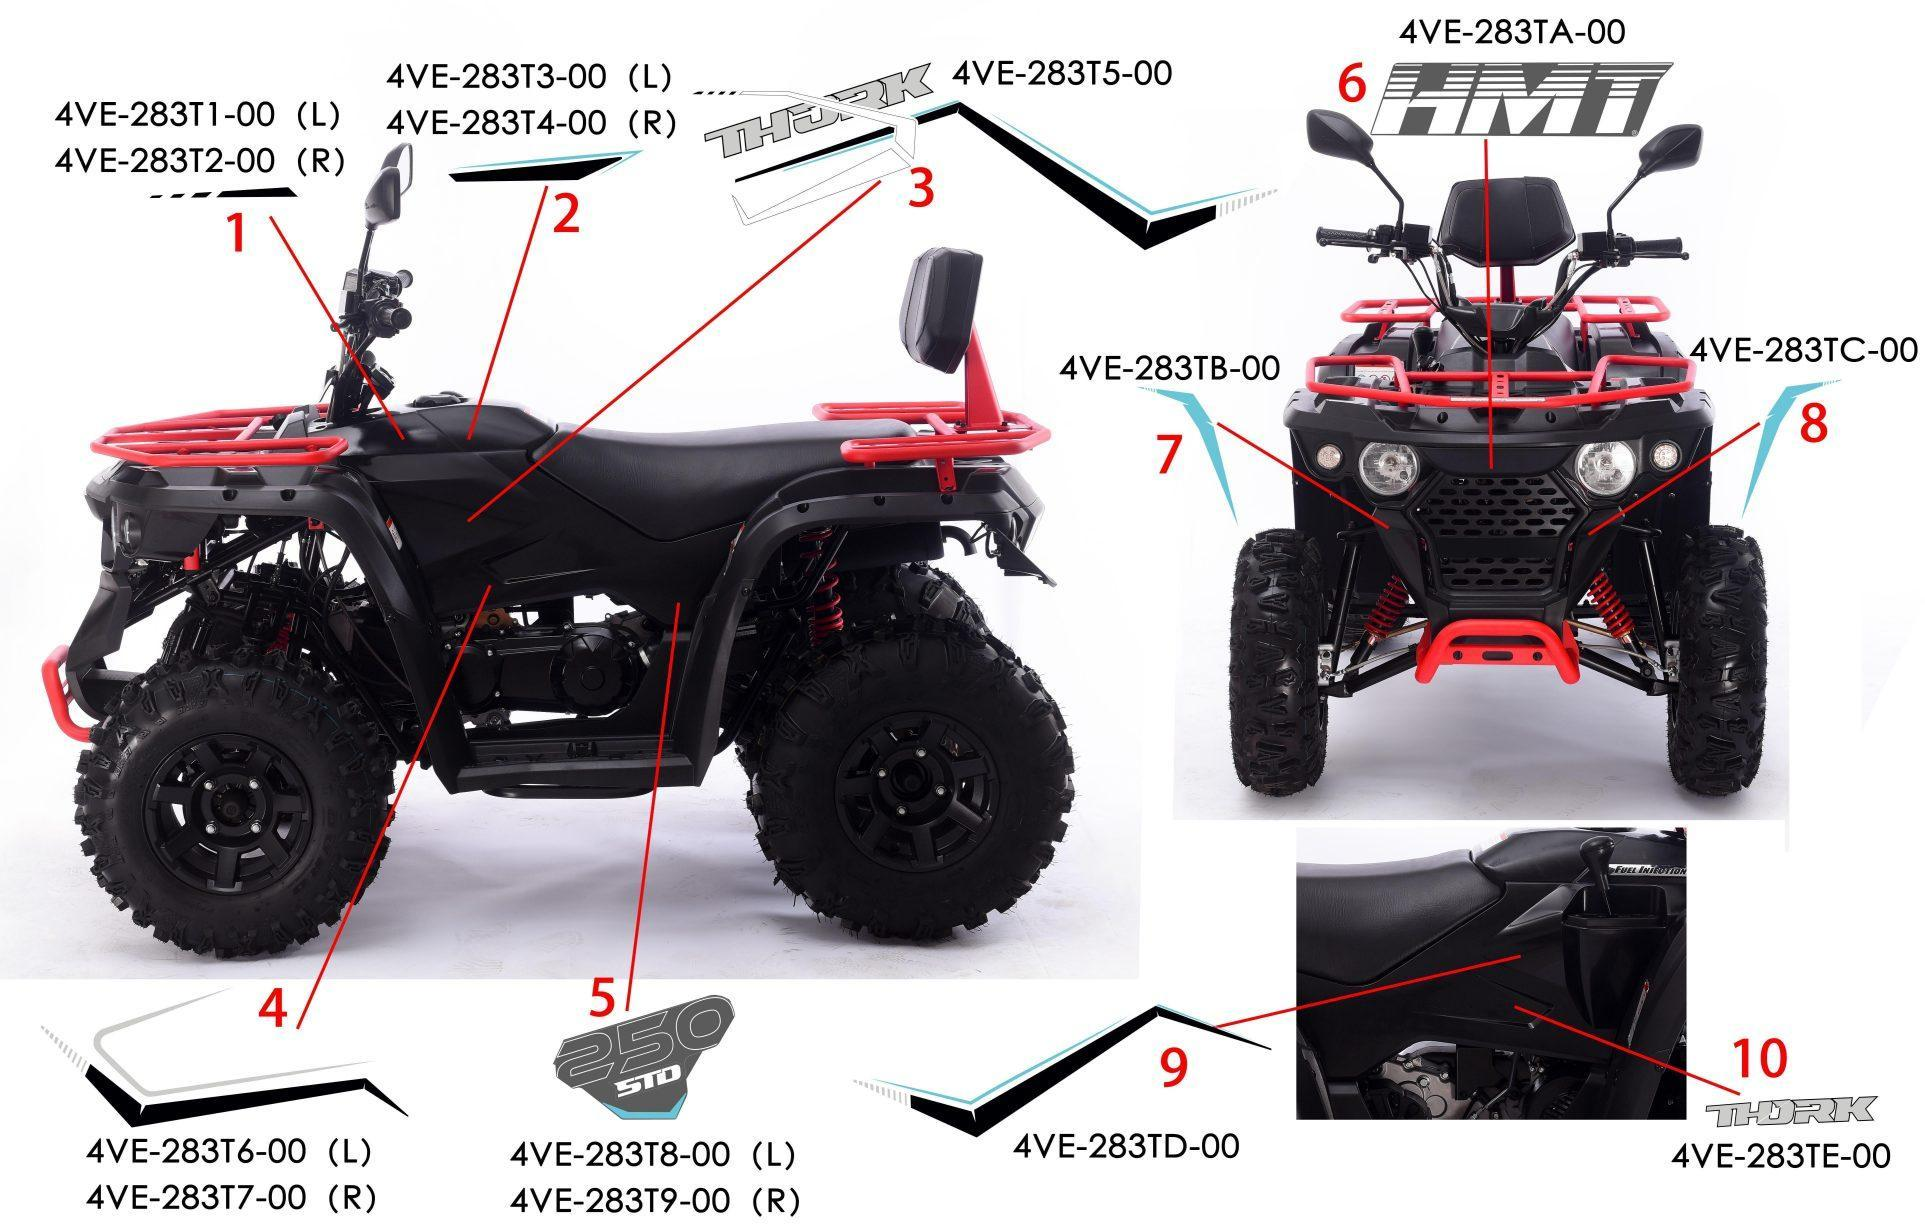 4VE-283T1-00 (L)
4VE-283T2-00 (R)
1
4VE-283T3-00 (L)
4VE-283T4-00 (R)
2
THORK
3
4VE-283T5-00
4VE-283TA-00
6
HMT
4VE-283TB-00
7
4VE-283TC-00
8
4
4VE-283T6-00 (L)
4VE-283T7-00 (R)
5
250
STD
4VE-283T8-00 (L)
4VE-283T9-00 (R)
9
4VE-283TD-00
FUEL INJECTION
10
THORK
4VE-283TE-00